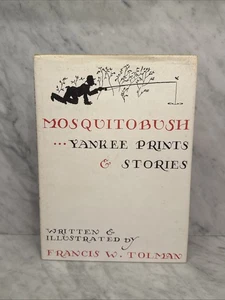 MOSQUITOBUSH
... YANKEE PRINTS
& STORIES
WRITTEN &
ILLUSTRATED BY
FRANCIS W. TOLMAN